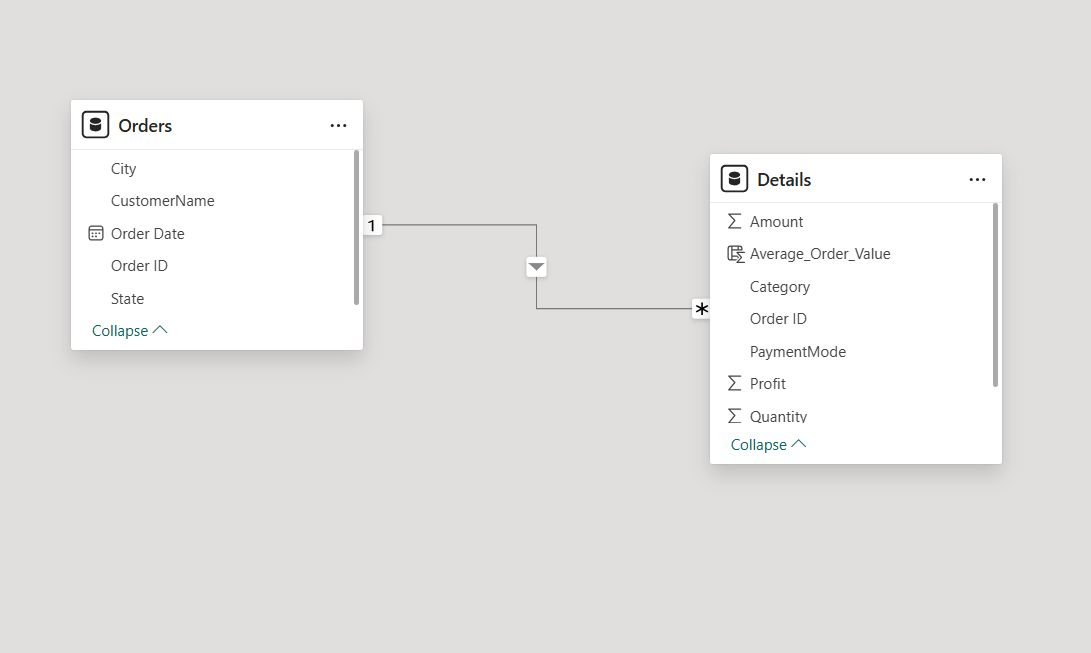 Orders
City
CustomerName
Order Date
Order ID
State
Collapse
1
*
Details
Amount
Average_Order_Value
Category
Order ID
PaymentMode
Profit
Quantity
Collapse